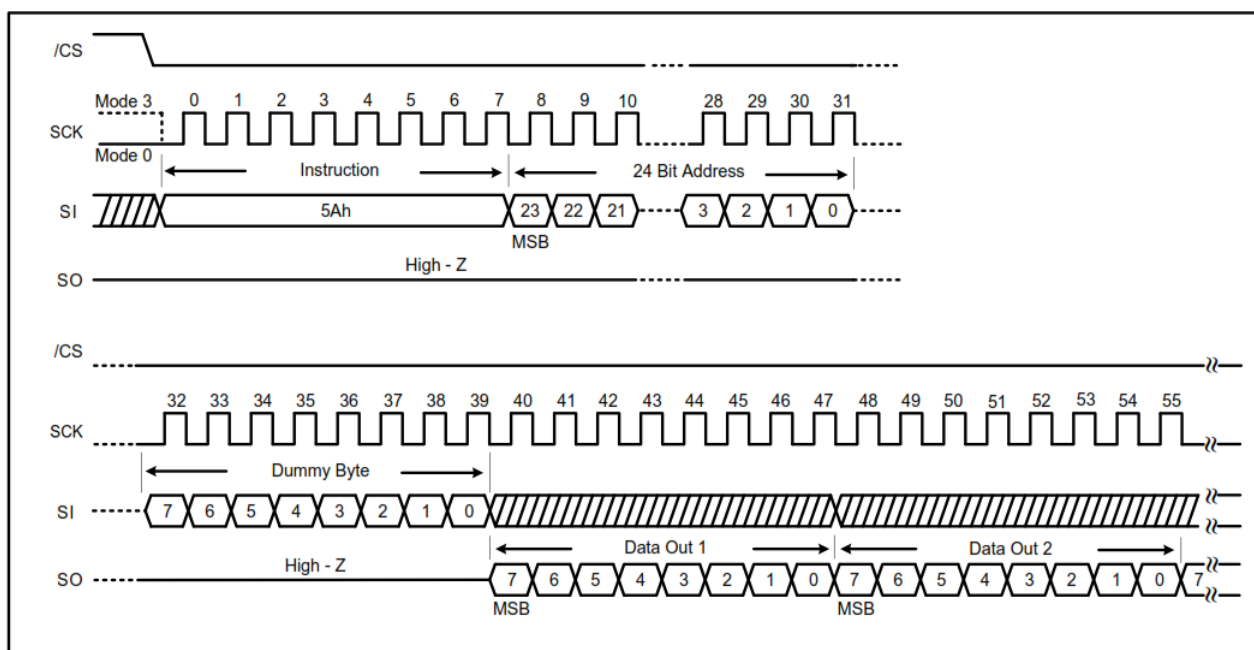 /CS
Mode 3 0 1 2 3 4 5 6 7 8 9 10 28 29 30 31
SCK
Mode 0
Instruction 24 Bit Address
SI 5Ah 23 22 21 3 2 1 0
MSB
High - Z
SO
/CS
32 33 34 35 36 37 38 39 40 41 42 43 44 45 46 47 48 49 50 51 52 53 54 55
SCK
Dummy Byte
SI 7 6 5 4 3 2 1 0
Data Out 1 Data Out 2
High - Z
SO 7 6 5 4 3 2 1 0 7 6 5 4 3 2 1 0 7
MSB MSB